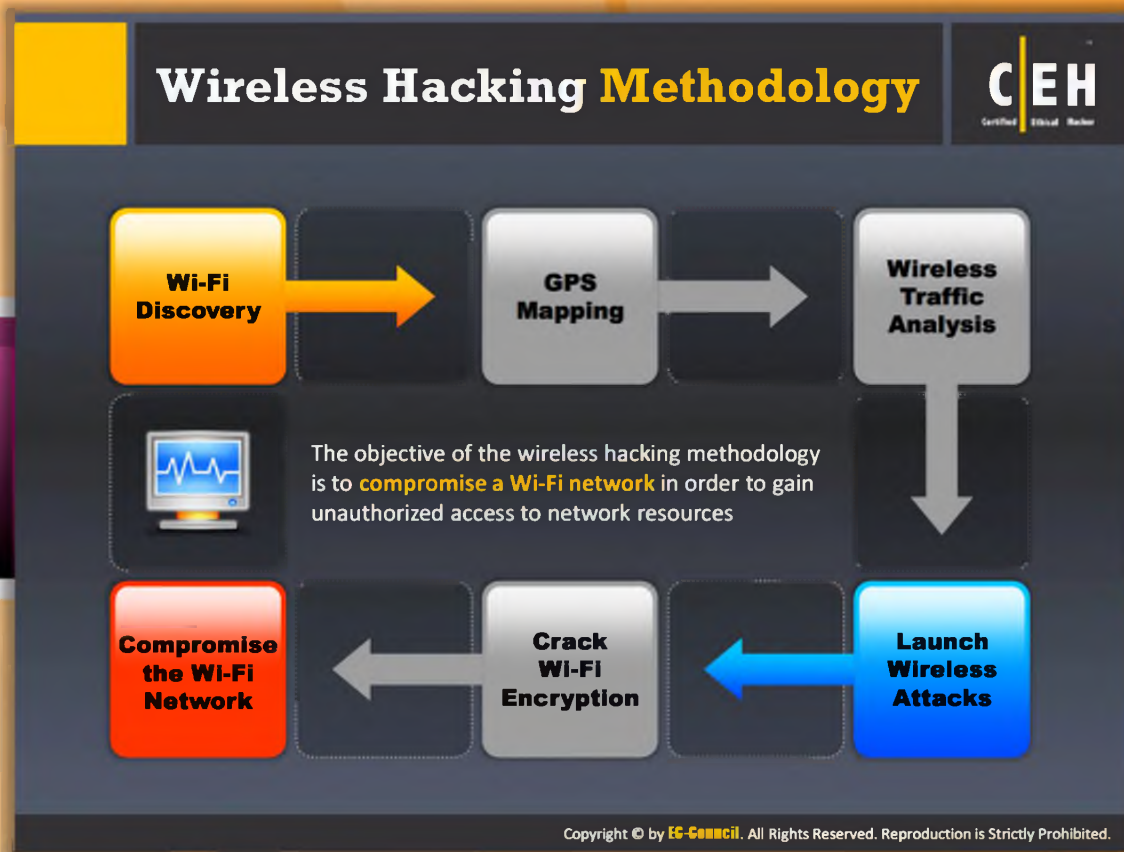 Wireless Hacking Methodology
CEH
Certified Ethical Hacker
Wi-Fi
Discovery
GPS
Mapping
Wireless
Traffic
Analysis
The objective of the wireless hacking methodology
is to compromise a Wi-Fi network in order to gain
unauthorized access to network resources
Compromise
the Wi-Fi
Network
Crack
Wi-Fi
Encryption
Launch
Wireless
Attacks
Copyright © by EC-Council. All Rights Reserved. Reproduction is Strictly Prohibited.